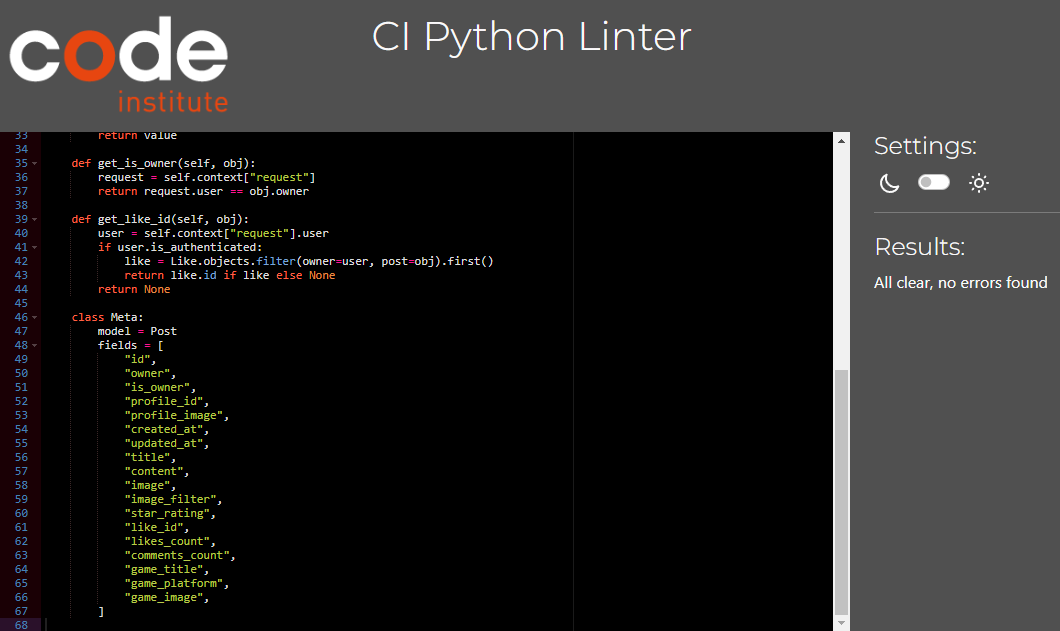 code
institute
CI Python Linter
33 return value
34
35 def get_is_owner(self, obj):
36 request = self.context["request"]
37 return request.user == obj.owner
38
39 def get_like_id(self, obj):
40 user = self.context["request"].user
41 if user.is_authenticated:
42 like = Like.objects.filter(owner=user, post=obj).first()
43 return like.id if like else None
44 return None
45
46 class Meta:
47 model = Post
48 fields = [
49 "id",
50 "owner",
51 "is_owner",
52 "profile_id",
53 "profile_image",
54 "created_at",
55 "updated_at",
56 "title",
57 "content",
58 "image",
59 "image_filter",
60 "star_rating",
61 "like_id",
62 "likes_count",
63 "comments_count",
64 "game_title",
65 "game_platform",
66 "game_image",
67 ]
68
Settings:
Results:
All clear, no errors found